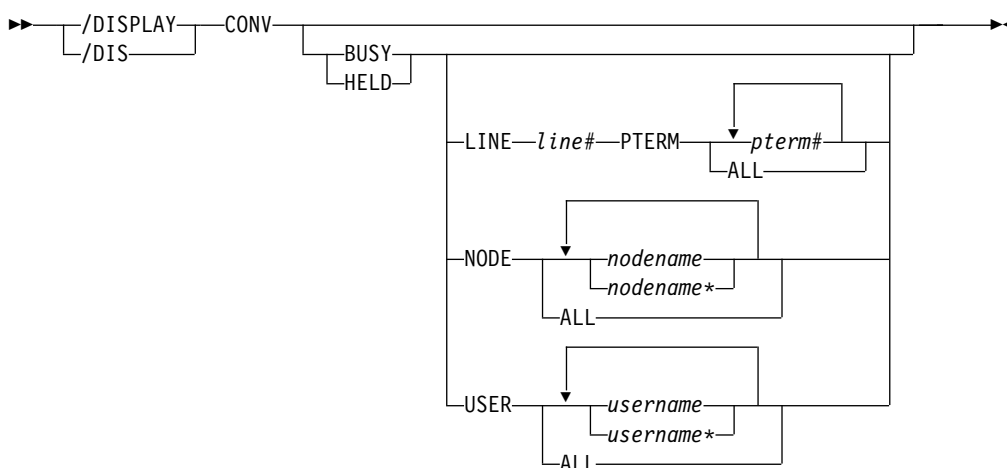 /DISPLAY CONV
/DIS
BUSY
HELD
LINE line# PTERM pterm#
ALL
NODE nodename
nodename*
ALL
USER username
username*
ALL